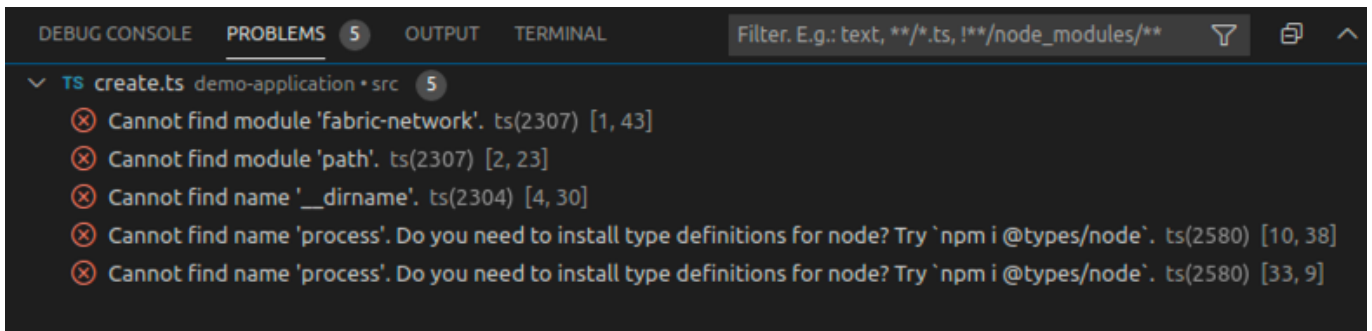 DEBUG CONSOLE PROBLEMS 5 OUTPUT TERMINAL Filter. E.g.: text, **/*.ts, !**/node_modules/**
TS create.ts demo-application • src 5
Cannot find module 'fabric-network'. ts(2307) [1, 43]
Cannot find module 'path'. ts(2307) [2, 23]
Cannot find name '__dirname'. ts(2304) [4, 30]
Cannot find name 'process'. Do you need to install type definitions for node? Try `npm i @types/node`. ts(2580) [10, 38]
Cannot find name 'process'. Do you need to install type definitions for node? Try `npm i @types/node`. ts(2580) [33, 9]